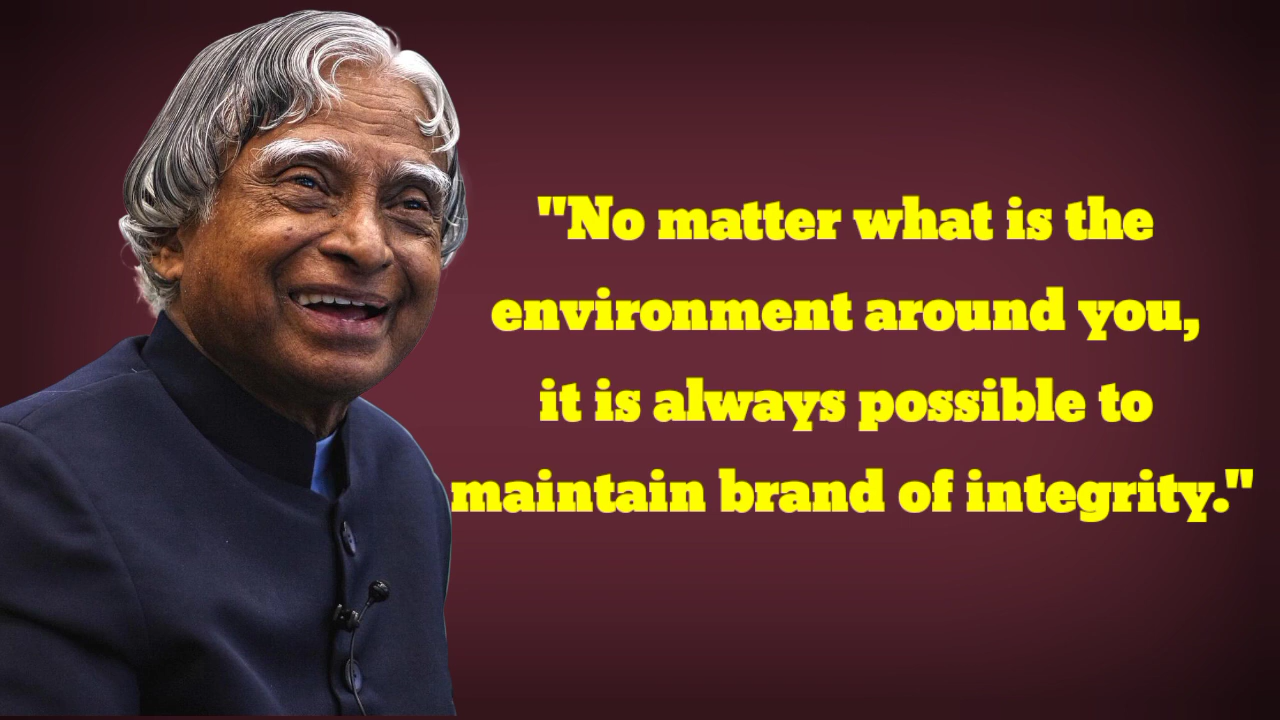 "No matter what is the
environment around you,
it is always possible to
maintain brand of integrity."